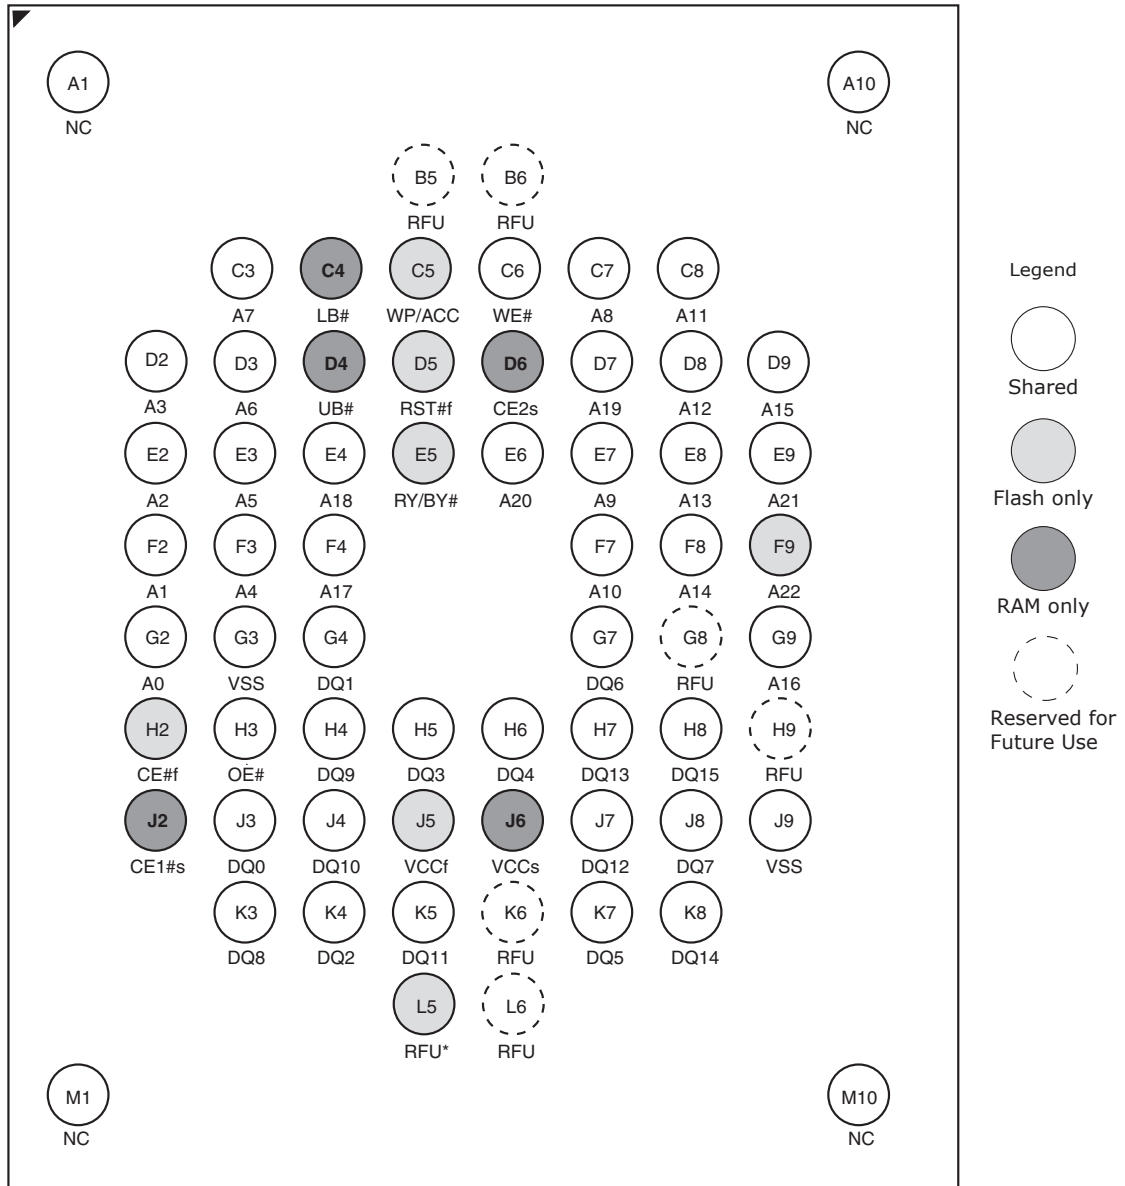 A1 A10
NC NC
B5 B6
RFU RFU
C3 C4 C5 C6 C7 C8
A7 LB# WP/ACC WE# A8 A11
D2 D3 D4 D5 D6 D7 D8 D9
A3 A6 UB# RST#f CE2s A19 A12 A15
E2 E3 E4 E5 E6 E7 E8 E9
A2 A5 A18 RY/BY# A20 A9 A13 A21
F2 F3 F4 F7 F8 F9
A1 A4 A17 A10 A14 A22
G2 G3 G4 G7 G8 G9
A0 VSS DQ1 DQ6 RFU A16
H2 H3 H4 H5 H6 H7 H8 H9
CE#f OE# DQ9 DQ3 DQ4 DQ13 DQ15 RFU
J2 J3 J4 J5 J6 J7 J8 J9
CE1#s DQ0 DQ10 VCCf VCCs DQ12 DQ7 VSS
K3 K4 K5 K6 K7 K8
DQ8 DQ2 DQ11 RFU DQ5 DQ14
L5 L6
RFU* RFU
M1 M10
NC NC
Legend
Shared
Flash only
RAM only
Reserved for
Future Use